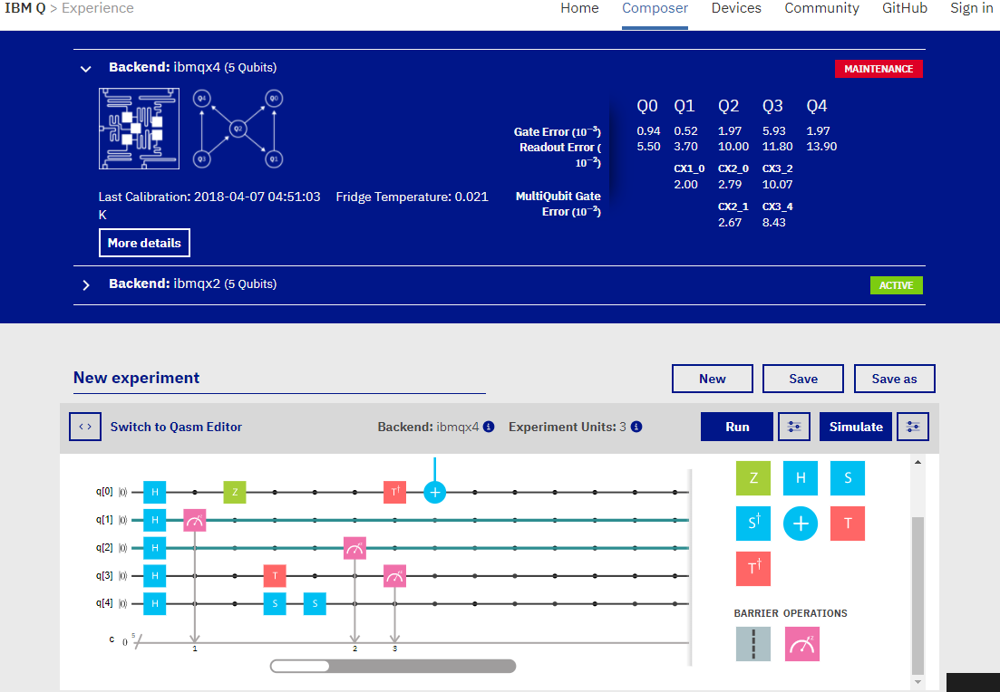 IBM Q > Experience
Home Composer Devices Community GitHub Sign in
Backend: ibmqx4 (5 Qubits)
MAINTENANCE
Q4 Q0
Q2
Q3 Q1
Q0 Q1 Q2 Q3 Q4
Gate Error (10⁻³) 0.94 0.52 1.97 5.93 1.97
Readout Error ( 5.50 3.70 10.00 11.80 13.90
10⁻²)
CX1_0 CX2_0 CX3_2
2.00 2.79 10.07
MultiQubit Gate
Error (10⁻²)
CX2_1 CX3_4
2.67 8.43
Last Calibration: 2018-04-07 04:51:03 Fridge Temperature: 0.021
K
More details
Backend: ibmqx2 (5 Qubits)
ACTIVE
New experiment
New Save Save as
<> Switch to Qasm Editor
Backend: ibmqx4 i Experiment Units: 3 i
Run Simulate
q[0] |0⟩ H Z T† +
q[1] |0⟩ H z
q[2] |0⟩ H z
q[3] |0⟩ H T z
q[4] |0⟩ H S S
c 0 5
1 2 3
Z H S
S† + T
T†
BARRIER OPERATIONS
z